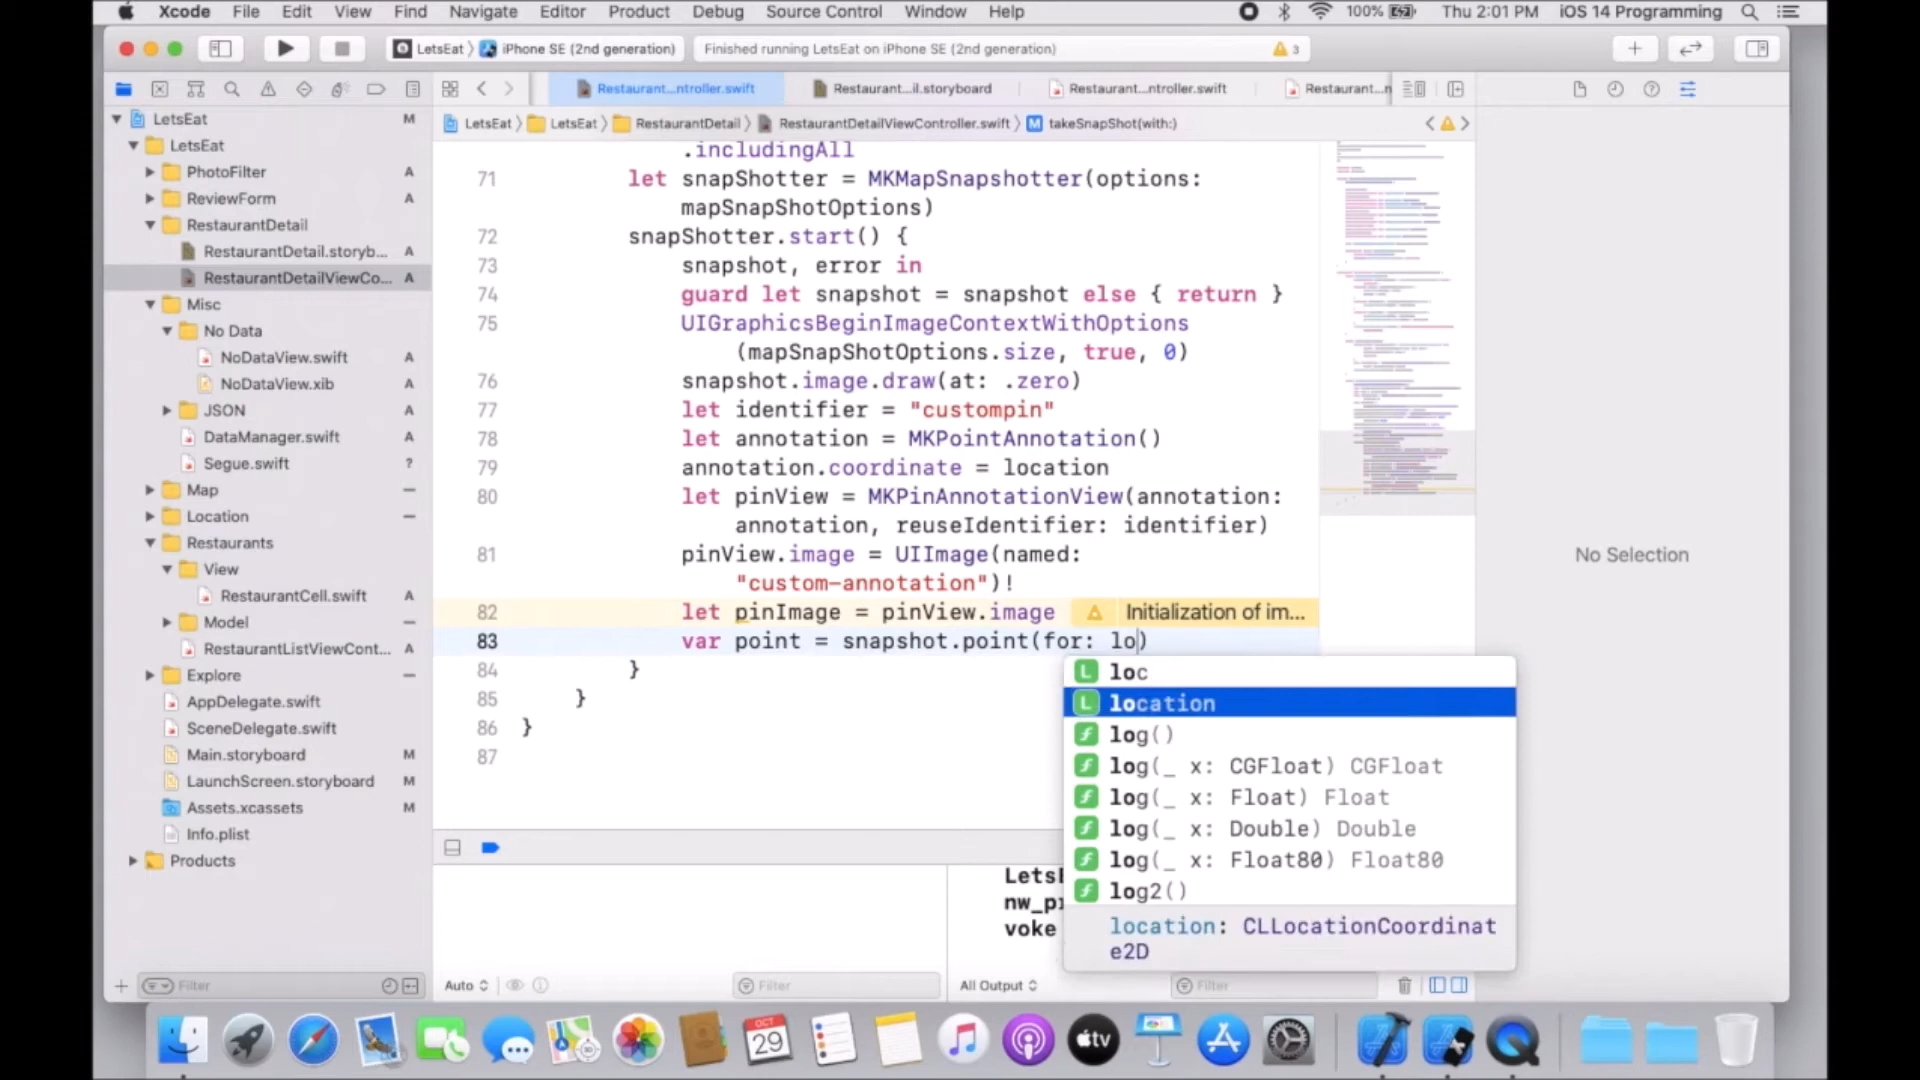 Xcode File Edit View Find Navigate Editor Product Debug Source Control Window Help 100% Thu 2:01 PM iOS 14 Programming
LetsEat iPhone SE (2nd generation) Finished running LetsEat on iPhone SE (2nd generation) 3
Restaurant...ntroller.swift Restaurant...il.storyboard Restaurant...ntroller.swift Restaurant...n
LetsEat LetsEat RestaurantDetail RestaurantDetailViewController.swift M takeSnapShot(with:)
LetsEat M
LetsEat
PhotoFilter A
ReviewForm A
RestaurantDetail
RestaurantDetail.storyb... A
RestaurantDetailViewCo... A
Misc
No Data
NoDataView.swift A
NoDataView.xib A
JSON A
DataManager.swift A
Segue.swift ?
Map
Location
Restaurants
View
RestaurantCell.swift A
Model
RestaurantListViewCont... A
Explore
AppDelegate.swift
SceneDelegate.swift
Main.storyboard M
LaunchScreen.storyboard M
Assets.xcassets M
Info.plist
Products
Filter
.includingAll
71 let snapShotter = MKMapSnapshotter(options:
mapSnapShotOptions)
72 snapShotter.start() {
73 snapshot, error in
74 guard let snapshot = snapshot else { return }
75 UIGraphicsBeginImageContextWithOptions
(mapSnapShotOptions.size, true, 0)
76 snapshot.image.draw(at: .zero)
77 let identifier = "custompin"
78 let annotation = MKPointAnnotation()
79 annotation.coordinate = location
80 let pinView = MKPinAnnotationView(annotation:
annotation, reuseIdentifier: identifier)
81 pinView.image = UIImage(named:
"custom-annotation")!
82 let pinImage = pinView.image Initialization of im...
83 var point = snapshot.point(for: lo)
84 }
85 }
86 }
87
L loc
L location
f log()
f log(_ x: CGFloat) CGFloat
f log(_ x: Float) Float
f log(_ x: Double) Double
f log(_ x: Float80) Float80
f log2()
location: CLLocationCoordinat
e2D
No Selection
nw_p
voke
Auto Filter All Output Filter
OCT
29
tv